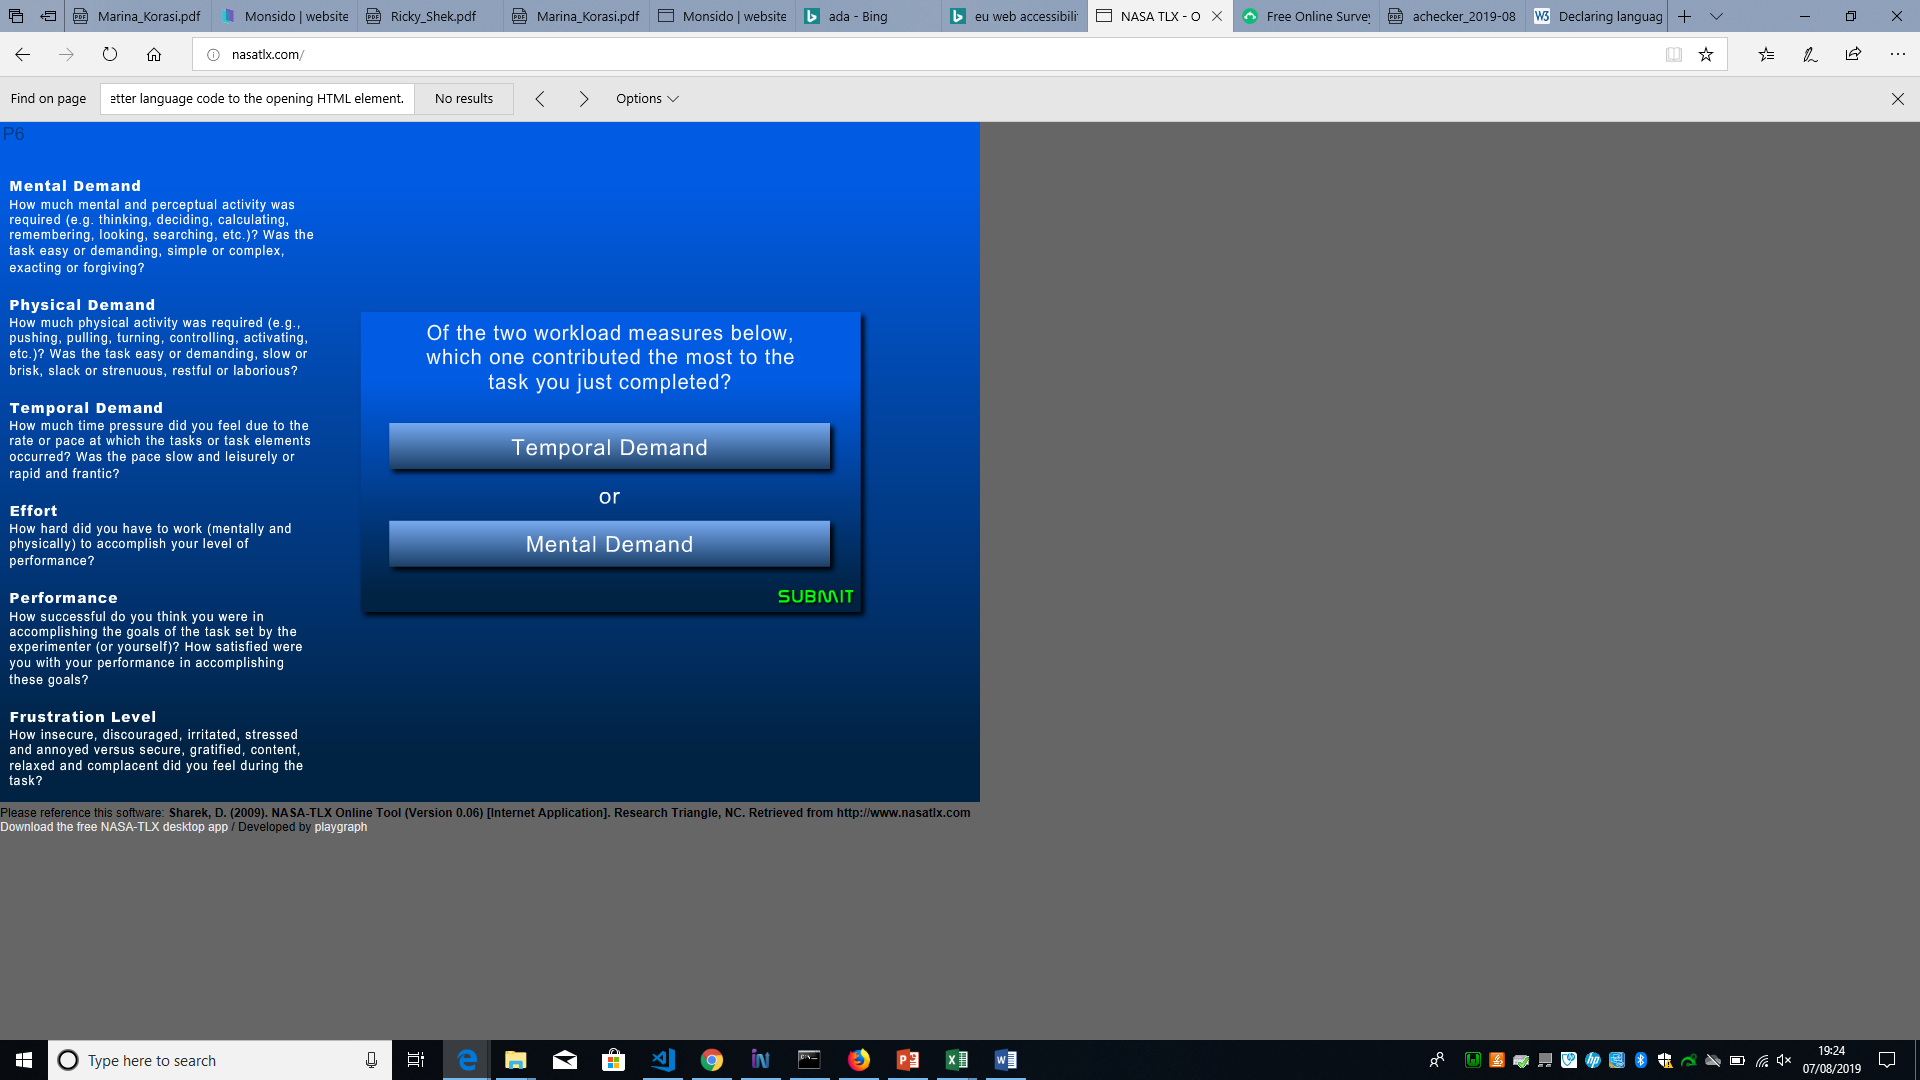 Marina_Korasi.pdf
Monsido | website
Ricky_Shek.pdf
Marina_Korasi.pdf
Monsido | website
ada - Bing
eu web accessibili
NASA TLX - O
Free Online Surve
achecker_2019-08
Declaring languag
nasatlx.com/
Find on page
etter language code to the opening HTML element.
No results
Options
P6
Mental Demand
How much mental and perceptual activity was
required (e.g. thinking, deciding, calculating,
remembering, looking, searching, etc.)? Was the
task easy or demanding, simple or complex,
exacting or forgiving?
Physical Demand
How much physical activity was required (e.g.,
pushing, pulling, turning, controlling, activating,
etc.)? Was the task easy or demanding, slow or
brisk, slack or strenuous, restful or laborious?
Temporal Demand
How much time pressure did you feel due to the
rate or pace at which the tasks or task elements
occurred? Was the pace slow and leisurely or
rapid and frantic?
Effort
How hard did you have to work (mentally and
physically) to accomplish your level of
performance?
Performance
How successful do you think you were in
accomplishing the goals of the task set by the
experimenter (or yourself)? How satisfied were
you with your performance in accomplishing
these goals?
Frustration Level
How insecure, discouraged, irritated, stressed
and annoyed versus secure, gratified, content,
relaxed and complacent did you feel during the
task?
Of the two workload measures below,
which one contributed the most to the
task you just completed?
Temporal Demand
or
Mental Demand
SUBMIT
Please reference this software: Sharek, D. (2009). NASA-TLX Online Tool (Version 0.06) [Internet Application]. Research Triangle, NC. Retrieved from http://www.nasatlx.com
Download the free NASA-TLX desktop app / Developed by playgraph
Type here to search
19:24
07/08/2019